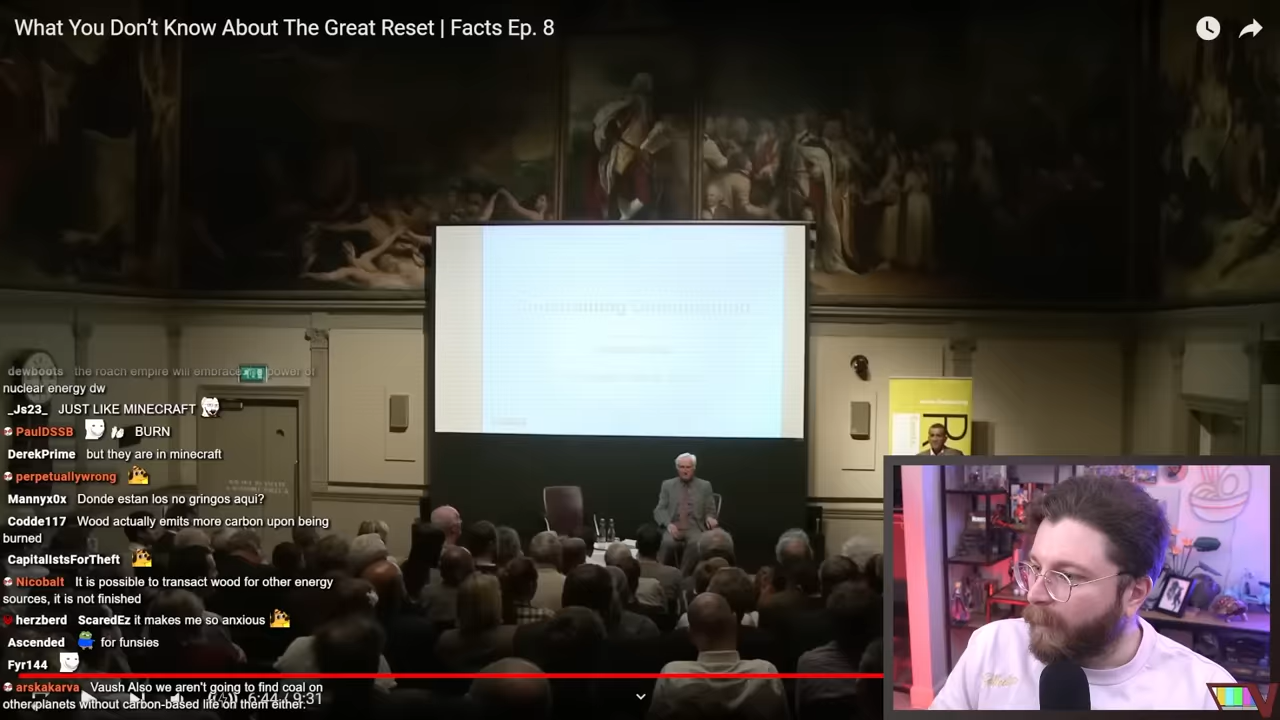 What You Don't Know About The Great Reset | Facts Ep. 8
dewboots the roach empire will embrace the power of
nuclear energy dw
_Js23_ JUST LIKE MINECRAFT
PaulDSSB BURN
DerekPrime but they are in minecraft
perpetuallywrong
Mannyx0x Donde estan los no gringos aqui?
Codde117 Wood actually emits more carbon upon being
burned
CapitalistsForTheft
Nicobalt It is possible to transact wood for other energy
sources, it is not finished
herzberd ScaredEz it makes me so anxious
Ascended for funsies
Fyr144
arskakarva Vaush Also we aren't going to find coal on
other planets without carbon-based life on them either.
6:44 / 9:31